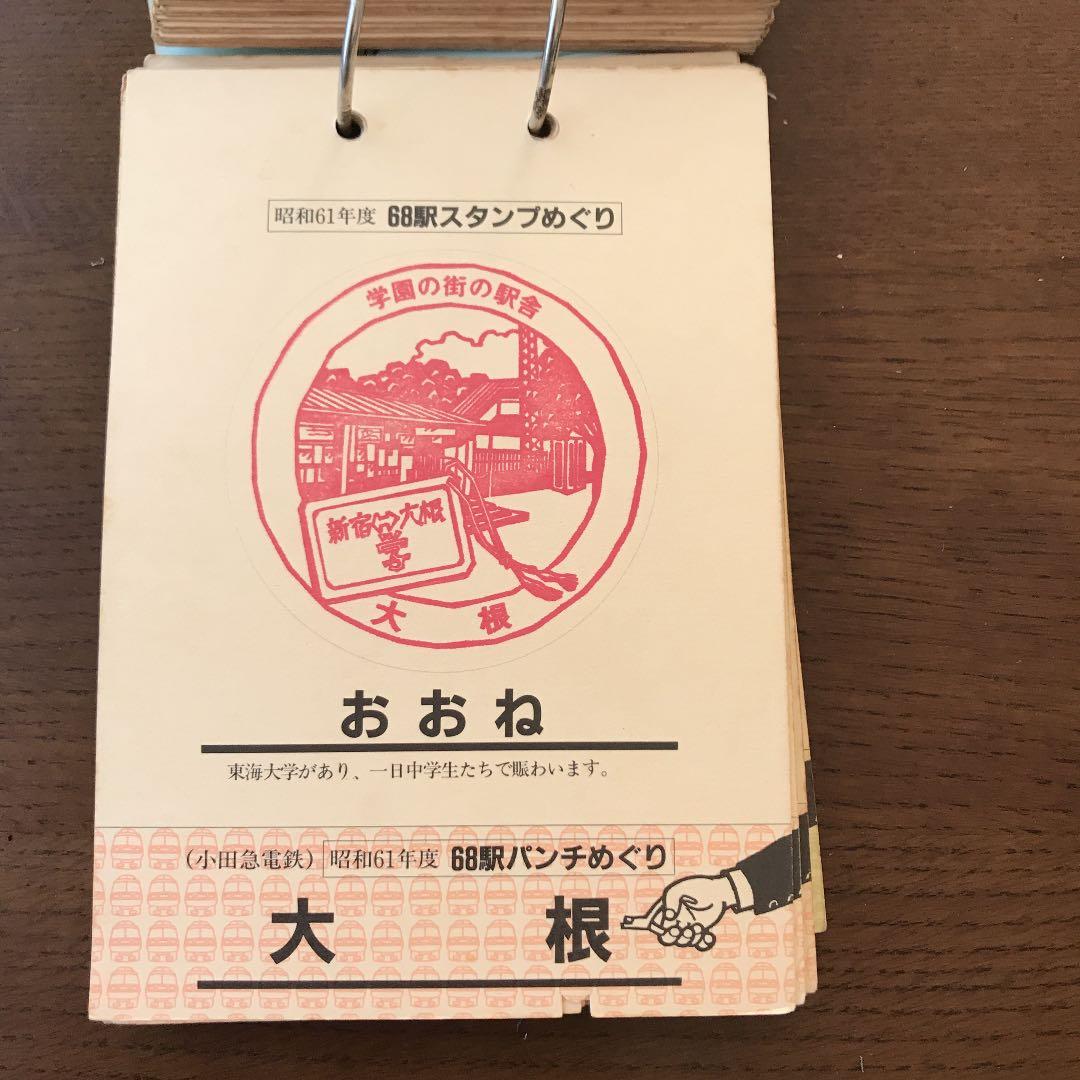 昭和61年度 68駅スタンプめぐり
学園の街の駅舎
新宿⇔大根
学
大根
おおね
東海大学があり、一日中学生たちで賑わいます。
(小田急電鉄) 昭和61年度 68駅パンチめぐり
大根